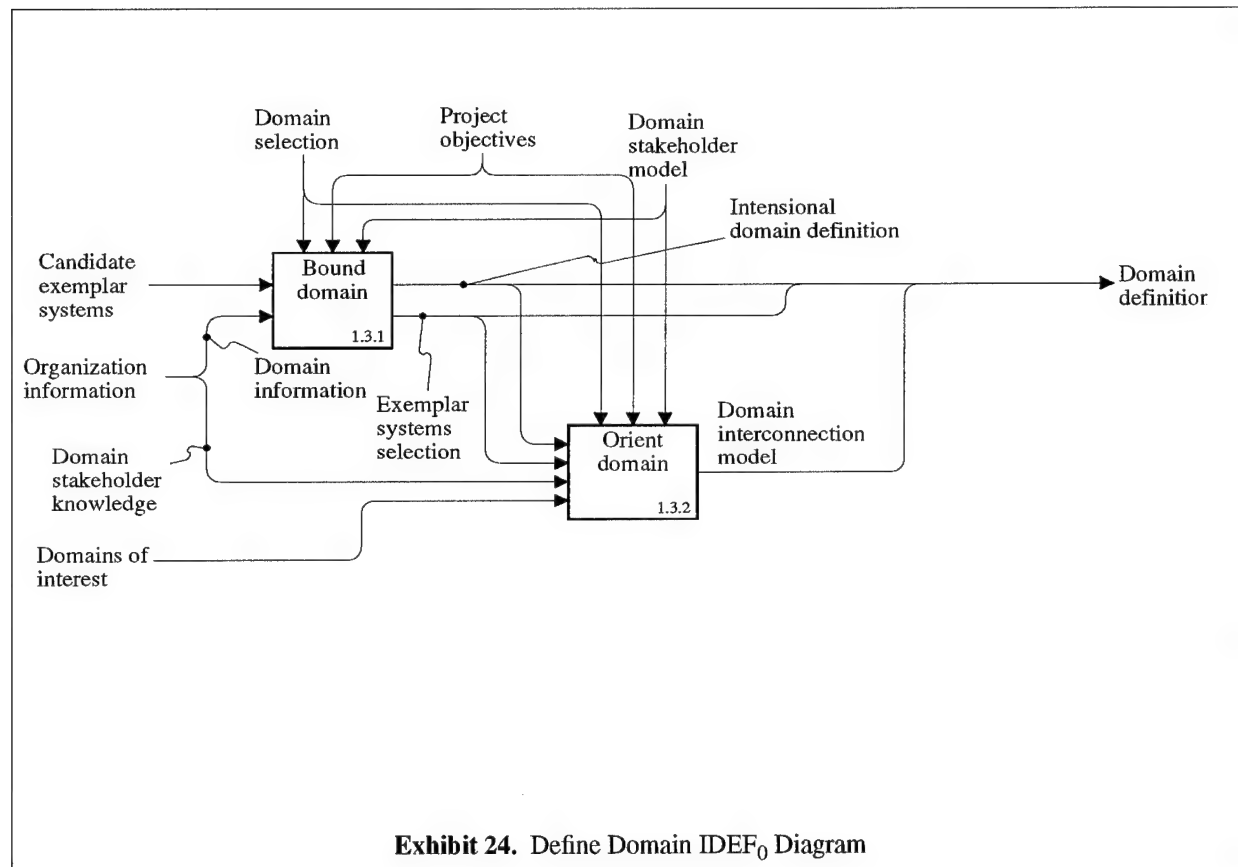 Domain
selection
Project
objectives
Domain
stakeholder
model
Intensional
domain definition
Candidate
exemplar
systems
Bound
domain
1.3.1
Domain
definition
Organization
information
Domain
information
Exemplar
systems
selection
Domain
interconnection
model
Orient
domain
1.3.2
Domain
stakeholder
knowledge
Domains of
interest
Exhibit 24. Define Domain IDEF0 Diagram